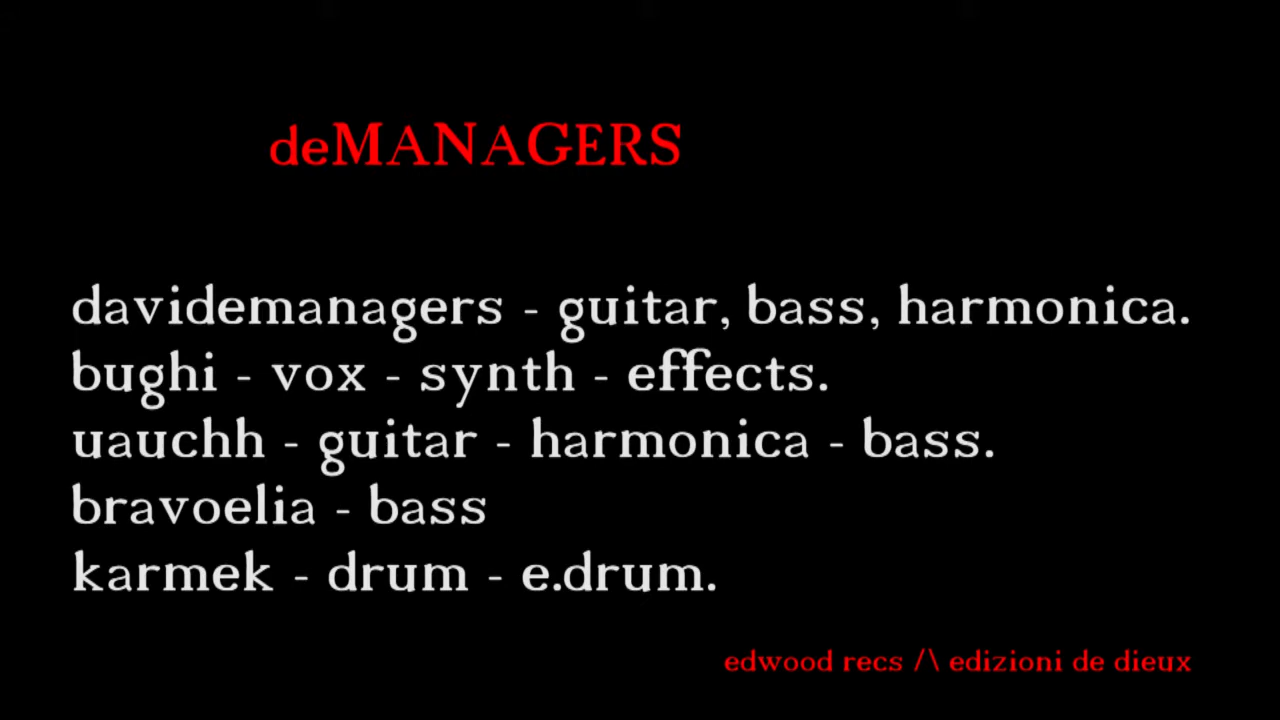 deMANAGERS
davidemanagers - guitar, bass, harmonica.
bughi - vox - synth - effects.
uauchh - guitar - harmonica - bass.
bravoelia - bass
karmek - drum - e.drum.
edwood recs /\ edizioni de dieux